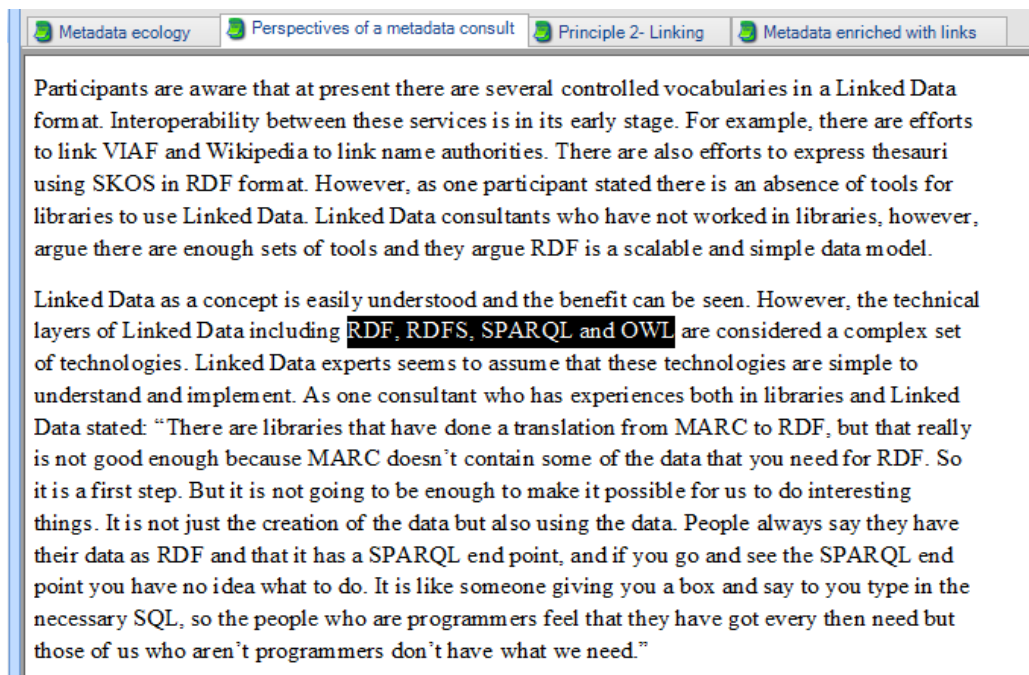 Metadata ecology
Perspectives of a metadata consult
Principle 2- Linking
Metadata enriched with links
Participants are aware that at present there are several controlled vocabularies in a Linked Data
format. Interoperability between these services is in its early stage. For example, there are efforts
to link VIAF and Wikipedia to link name authorities. There are also efforts to express thesauri
using SKOS in RDF format. However, as one participant stated there is an absence of tools for
libraries to use Linked Data. Linked Data consultants who have not worked in libraries, however,
argue there are enough sets of tools and they argue RDF is a scalable and simple data model.
Linked Data as a concept is easily understood and the benefit can be seen. However, the technical
layers of Linked Data including RDF, RDFS, SPARQL and OWL are considered a complex set
of technologies. Linked Data experts seems to assume that these technologies are simple to
understand and implement. As one consultant who has experiences both in libraries and Linked
Data stated: “There are libraries that have done a translation from MARC to RDF, but that really
is not good enough because MARC doesn’t contain some of the data that you need for RDF. So
it is a first step. But it is not going to be enough to make it possible for us to do interesting
things. It is not just the creation of the data but also using the data. People always say they have
their data as RDF and that it has a SPARQL end point, and if you go and see the SPARQL end
point you have no idea what to do. It is like someone giving you a box and say to you type in the
necessary SQL, so the people who are programmers feel that they have got every then need but
those of us who aren’t programmers don’t have what we need.”